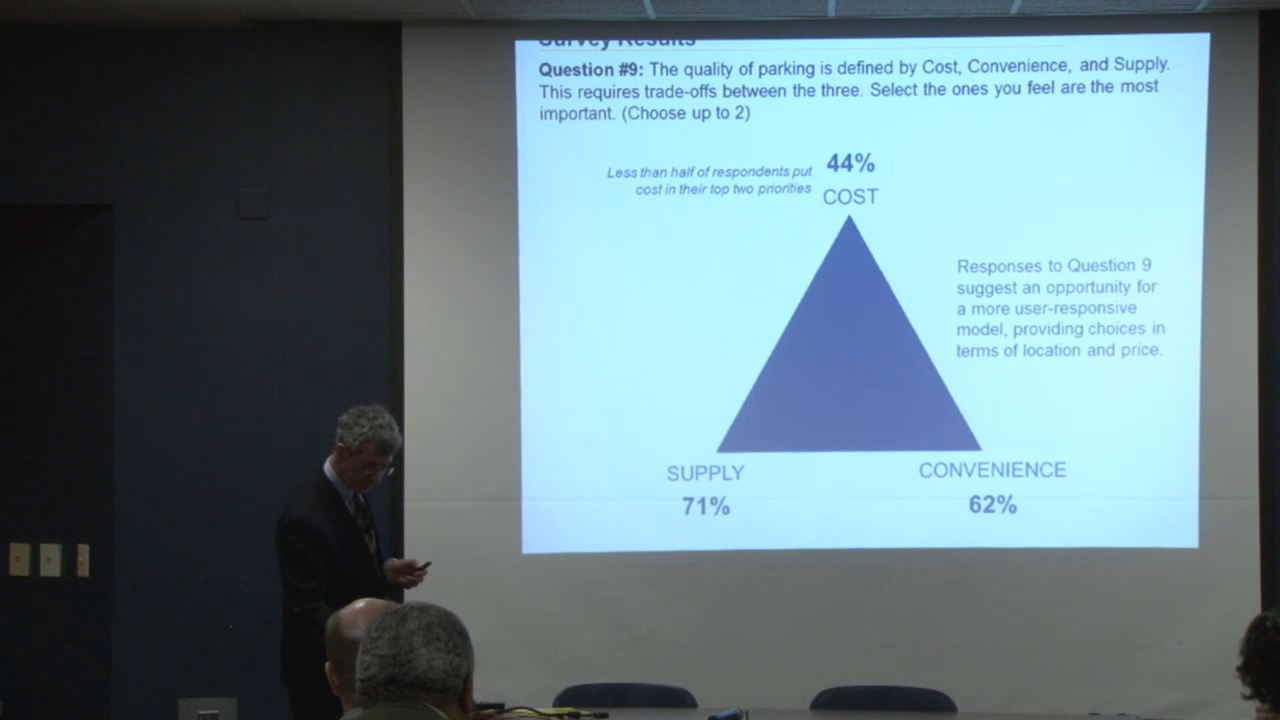 Survey Results
Question #9: The quality of parking is defined by Cost, Convenience, and Supply.
This requires trade-offs between the three. Select the ones you feel are the most
important. (Choose up to 2)
Less than half of respondents put
cost in their top two priorities
44%
COST
Responses to Question 9
suggest an opportunity for
a more user-responsive
model, providing choices in
terms of location and price.
SUPPLY
71%
CONVENIENCE
62%